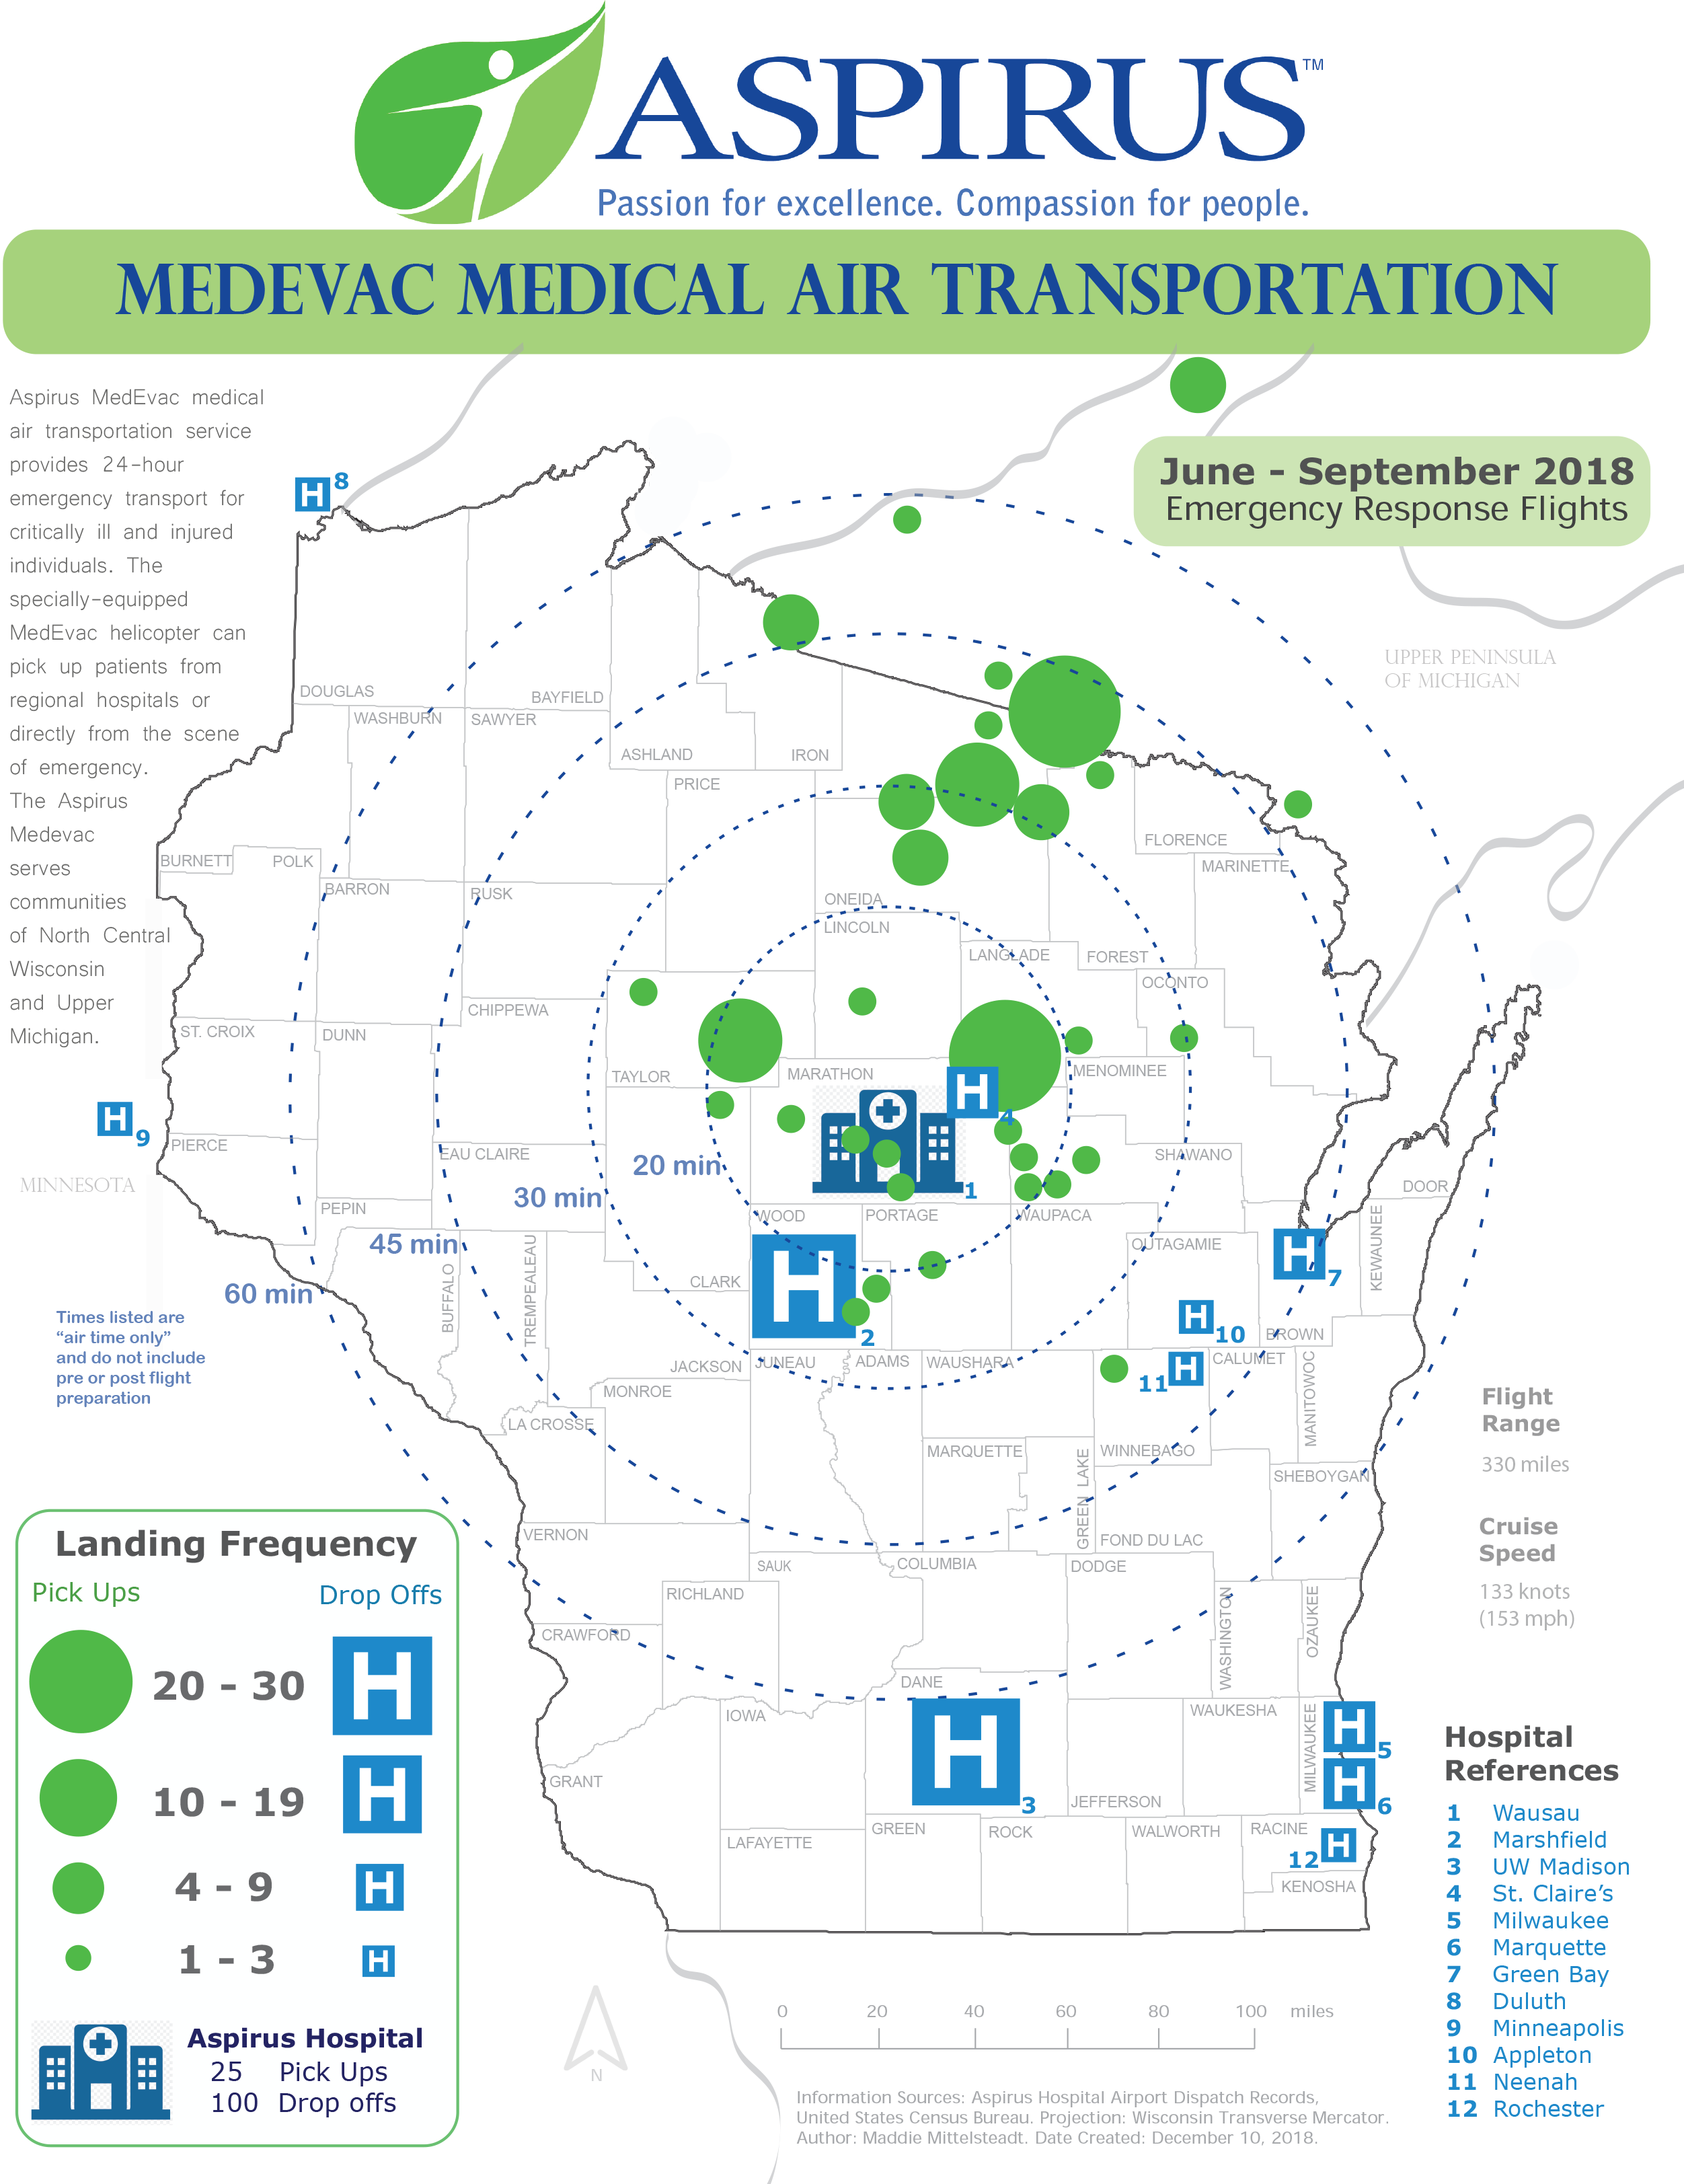 ASPIRUS™
Passion for excellence. Compassion for people.
MEDEVAC MEDICAL AIR TRANSPORTATION
Aspirus MedEvac medical
air transportation service
provides 24-hour
emergency transport for
critically ill and injured
individuals. The
specially-equipped
MedEvac helicopter can
pick up patients from
regional hospitals or
directly from the scene
of emergency.
The Aspirus
Medevac
serves
communities
of North Central
Wisconsin
and Upper
Michigan.
June - September 2018
Emergency Response Flights
H 8
UPPER PENINSULA
OF MICHIGAN
DOUGLAS
BAYFIELD
WASHBURN
SAWYER
ASHLAND
IRON
PRICE
FLORENCE
MARINETTE
BURNETT
POLK
BARRON
RUSK
ONEIDA
LINCOLN
LANGLADE
FOREST
OCONTO
CHIPPEWA
ST. CROIX
DUNN
TAYLOR
MARATHON
MENOMINEE
H 4
H 9
PIERCE
EAU CLAIRE
SHAWANO
20 min
MINNESOTA
30 min
1
DOOR
PEPIN
WOOD
PORTAGE
WAUPACA
KEWAUNEE
45 min
OUTAGAMIE
BUFFALO
TREMPEALEAU
H 7
CLARK
H 2
60 min
Times listed are
"air time only"
and do not include
pre or post flight
preparation
H 10
BROWN
JACKSON
JUNEAU
ADAMS
WAUSHARA
11 H
CALUMET
MANITOWOC
MONROE
LA CROSSE
Flight
Range
330 miles
MARQUETTE
GREEN LAKE
WINNEBAGO
SHEBOYGAN
Cruise
Speed
133 knots
(153 mph)
VERNON
FOND DU LAC
SAUK
COLUMBIA
DODGE
RICHLAND
WASHINGTON
OZAUKEE
CRAWFORD
DANE
IOWA
WAUKESHA
MILWAUKEE
H 5
H 3
H 6
GRANT
JEFFERSON
LAFAYETTE
GREEN
ROCK
WALWORTH
RACINE
12 H
KENOSHA
Landing Frequency
Pick Ups Drop Offs
20 - 30 H
10 - 19 H
4 - 9 H
1 - 3 H
Aspirus Hospital
25 Pick Ups
100 Drop offs
Hospital
References
1 Wausau
2 Marshfield
3 UW Madison
4 St. Claire's
5 Milwaukee
6 Marquette
7 Green Bay
8 Duluth
9 Minneapolis
10 Appleton
11 Neenah
12 Rochester
N
0 20 40 60 80 100 miles
Information Sources: Aspirus Hospital Airport Dispatch Records,
United States Census Bureau. Projection: Wisconsin Transverse Mercator.
Author: Maddie Mittelsteadt. Date Created: December 10, 2018.